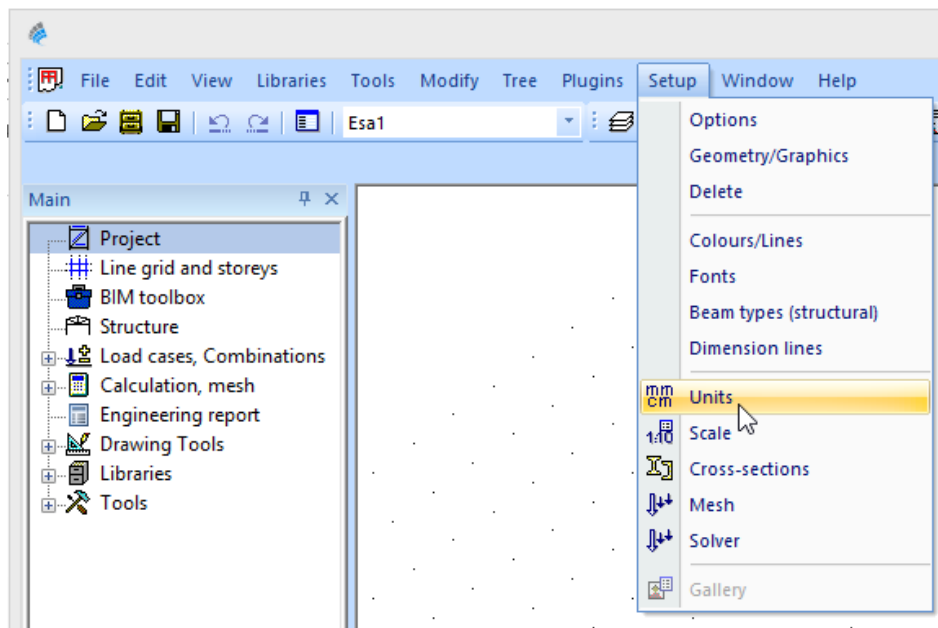 File Edit View Libraries Tools Modify Tree Plugins Setup Window Help
Esa1
Options
Geometry/Graphics
Delete
Colours/Lines
Fonts
Beam types (structural)
Dimension lines
mm
cm Units
1:10 Scale
Cross-sections
Mesh
Solver
Gallery
Main
Project
Line grid and storeys
BIM toolbox
Structure
Load cases, Combinations
Calculation, mesh
Engineering report
Drawing Tools
Libraries
Tools